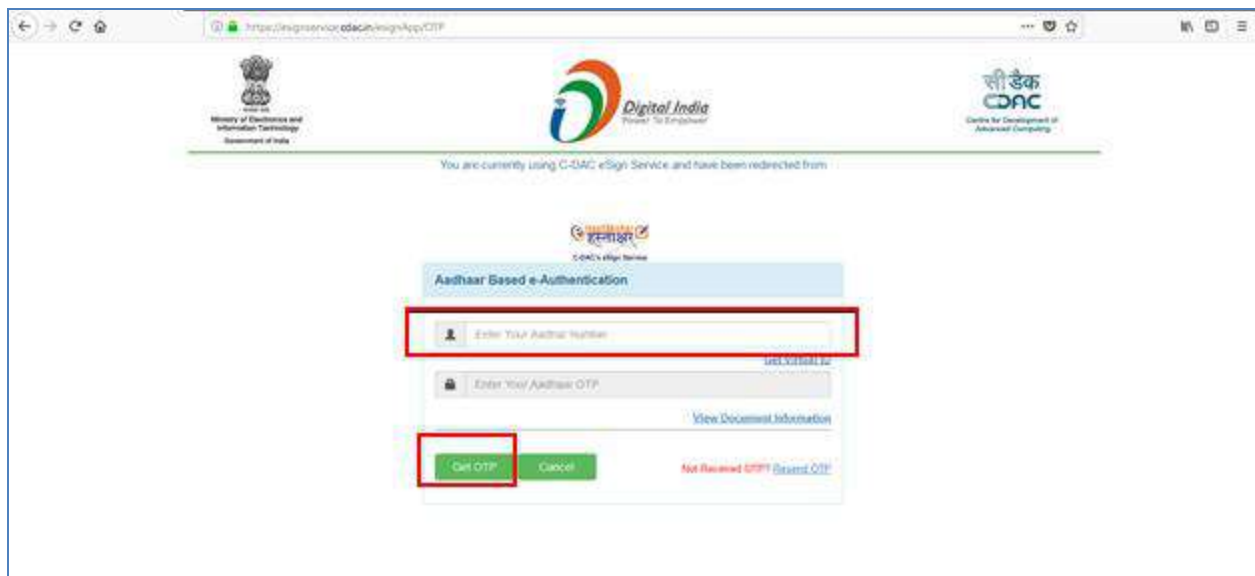 https://esignservice.cdac.in/esignApp/OTP
Ministry of Electronics and
Information Technology
Government of India
Digital India
Power To Empower
सी डैक
CDAC
Centre for Development of
Advanced Computing
You are currently using C-DAC eSign Service and have been redirected from
हस्ताक्षर
C-DAC's eSign Service
Aadhaar Based e-Authentication
Enter Your Aadhar Number
Get Virtual ID
Enter Your Aadhaar OTP
View Document Information
Get OTP
Cancel
Not Received OTP? Resend OTP